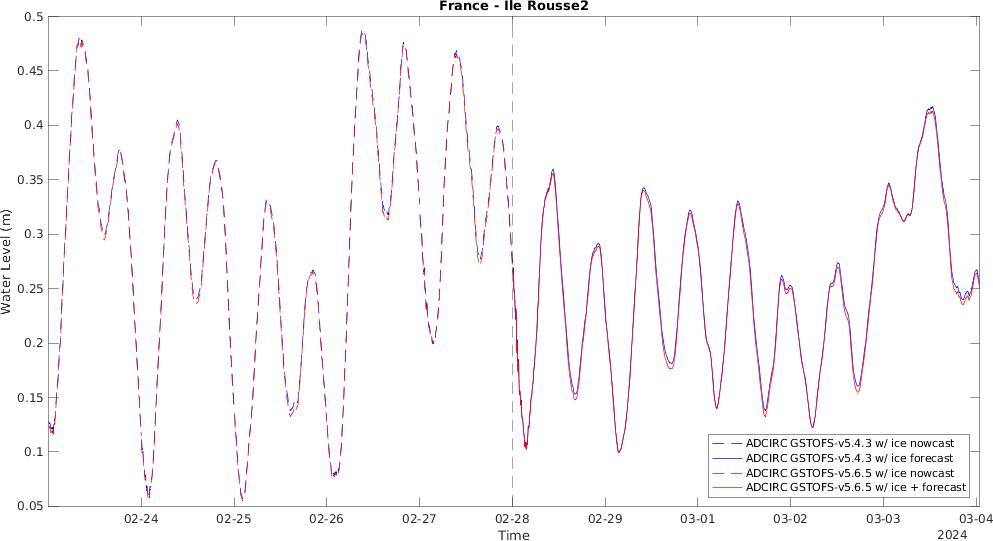 France - Ile Rousse2
0.5
0.45
0.4
0.35
0.3
0.25
0.2
0.15
0.1
0.05
Water Level (m)
02-24 02-25 02-26 02-27 02-28 02-29 03-01 03-02 03-03 03-04
Time
2024
ADCIRC GSTOFS-v5.4.3 w/ ice nowcast
ADCIRC GSTOFS-v5.4.3 w/ ice forecast
ADCIRC GSTOFS-v5.6.5 w/ ice nowcast
ADCIRC GSTOFS-v5.6.5 w/ ice + forecast